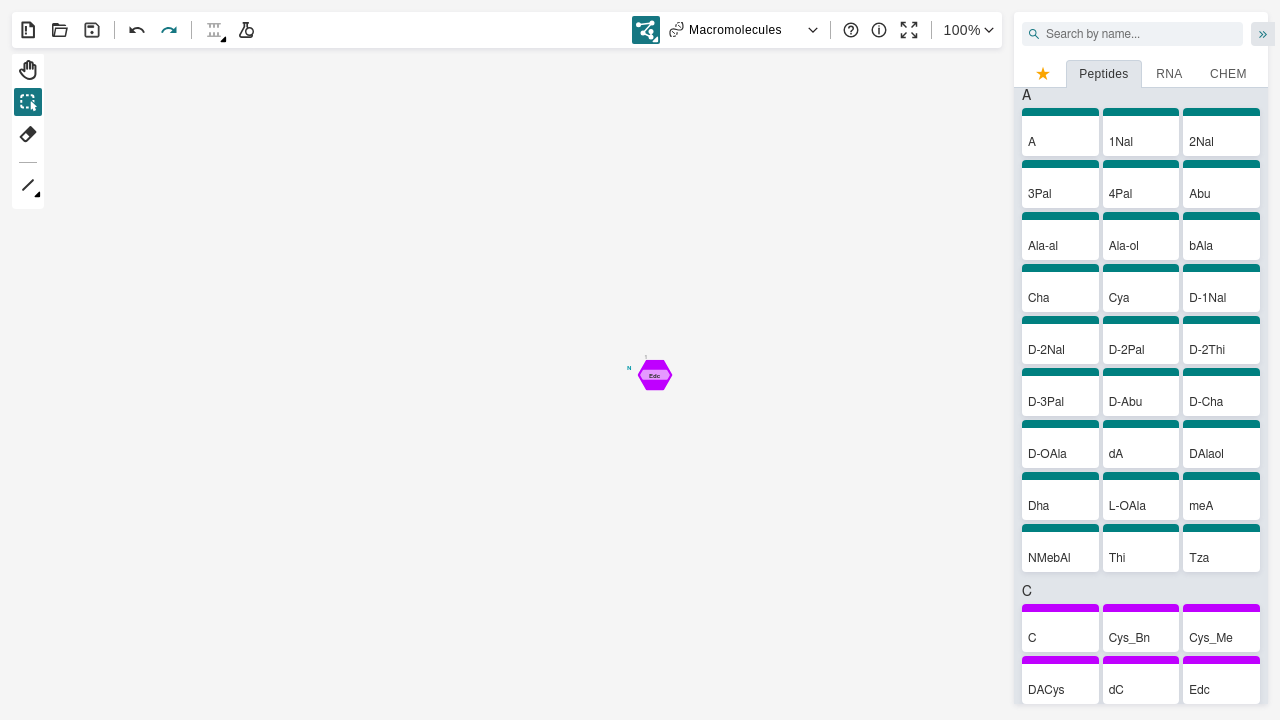 Macromolecules
100%
Search by name...
Peptides
RNA
CHEM
A
A
1Nal
2Nal
3Pal
4Pal
Abu
Ala-al
Ala-ol
bAla
Cha
Cya
D-1Nal
D-2Nal
D-2Pal
D-2Thi
D-3Pal
D-Abu
D-Cha
D-OAla
dA
DAlaol
Dha
L-OAla
meA
NMebAl
Thi
Tza
C
C
Cys_Bn
Cys_Me
DACys
dC
Edc
1
N
Edc